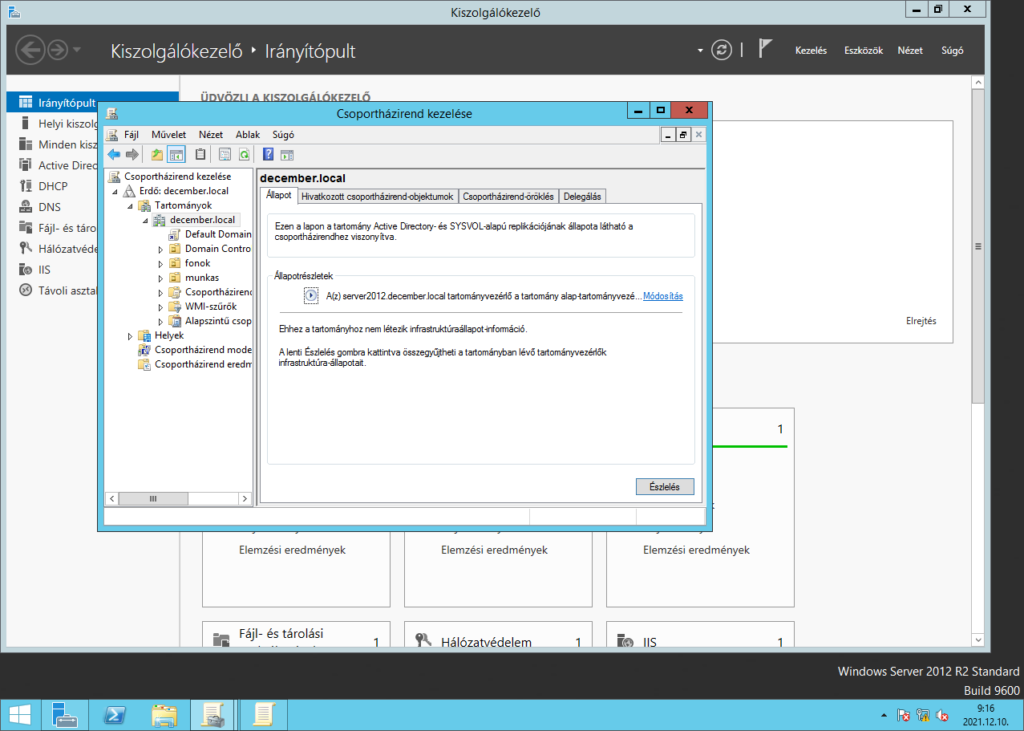 Kiszolgálókezelő
Kiszolgálókezelő • Irányítópult
Kezelés Eszközök Nézet Súgó
Irányítópult
Helyi kiszolg
Minden kisz
Active Direc
DHCP
DNS
Fájl- és táro
Hálózatvéde
IIS
Távoli asztal
ÜDVÖZLI A KISZOLGÁLÓKEZELŐ
Elrejtés
1
Elemzési eredmények
Elemzési eredmények
Elemzési eredmények
Fájl- és tárolási
1
Hálózatvédelem 1
IIS 1
Csoportházirend kezelése
Fájl Művelet Nézet Ablak Súgó
Csoportházirend kezelése
Erdő: december.local
Tartományok
december.local
Default Domain
Domain Contro
fonok
munkas
Csoportházirend
WMI-szűrők
Alapszintű csop
Helyek
Csoportházirend mode
Csoportházirend eredm
december.local
Állapot Hivatkozott csoportházirend-objektumok Csoportházirend-öröklés Delegálás
Ezen a lapon a tartomány Active Directory- és SYSVOL-alapú replikációjának állapota látható a
csoportházirendhez viszonyítva.
Állapotrészletek
A(z) server2012.december.local tartományvezérlő a tartomány alap-tartományvezé... Módosítás
Ehhez a tartományhoz nem létezik infrastruktúraállapot-információ.
A lenti Észlelés gombra kattintva összegyűjtheti a tartományban lévő tartományvezérlők
infrastruktúra-állapotait.
Észlelés
Windows Server 2012 R2 Standard
Build 9600
9:16
2021.12.10.